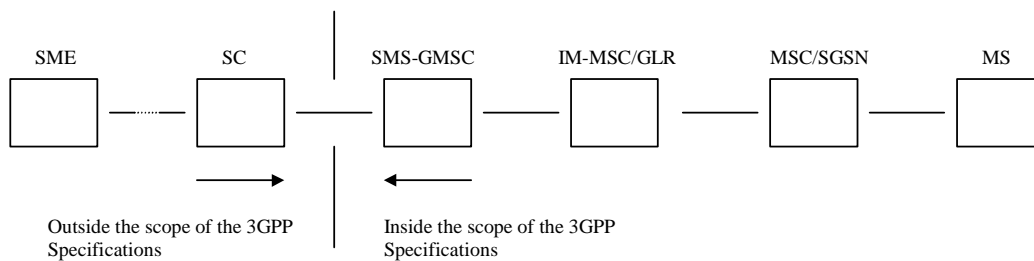 SME SC SMS-GMSC IM-MSC/GLR MSC/SGSN MS
Outside the scope of the 3GPP
Specifications
Inside the scope of the 3GPP
Specifications